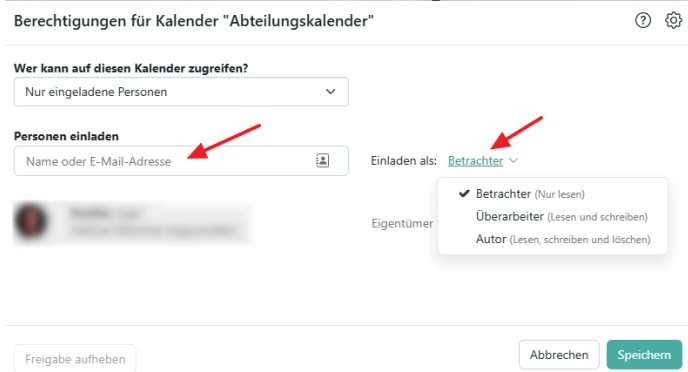 Berechtigungen für Kalender "Abteilungskalender"
Wer kann auf diesen Kalender zugreifen?
Nur eingeladene Personen
Personen einladen
Name oder E-Mail-Adresse
Einladen als: Betrachter
Betrachter (Nur lesen)
Überarbeiter (Lesen und schreiben)
Autor (Lesen, schreiben und löschen)
Eigentümer
Freigabe aufheben
Abbrechen
Speichern